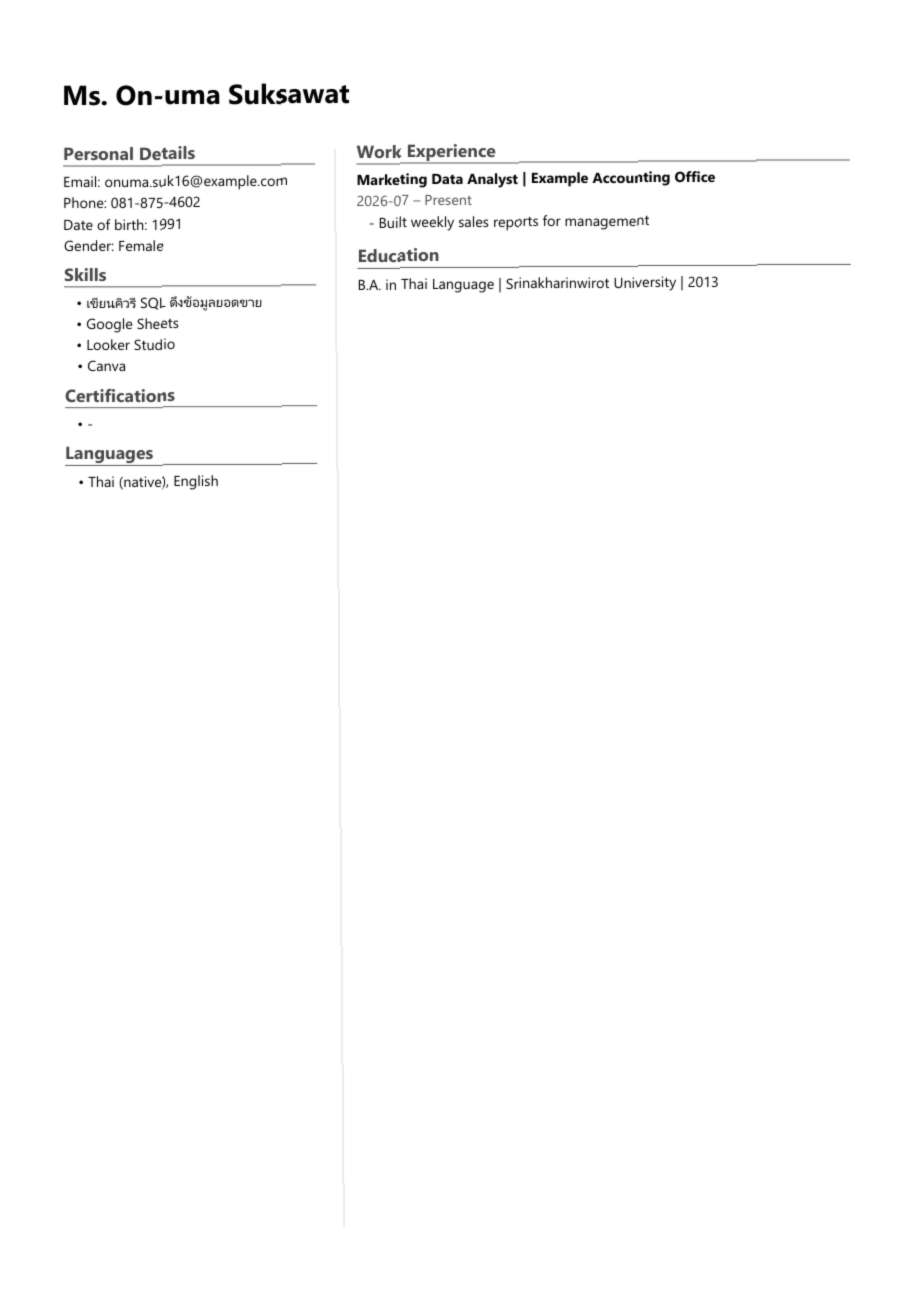 Ms. On-uma Suksawat
Personal Details
Email: onuma.suk16@example.com
Phone: 081-875-4602
Date of birth: 1991
Gender: Female
Skills
• เขียนคิวรี SQL ดึงข้อมูลยอดขาย
• Google Sheets
• Looker Studio
• Canva
Certifications
• -
Languages
• Thai (native), English
Work Experience
Marketing Data Analyst | Example Accounting Office
2026-07 – Present
- Built weekly sales reports for management
Education
B.A. in Thai Language | Srinakharinwirot University | 2013